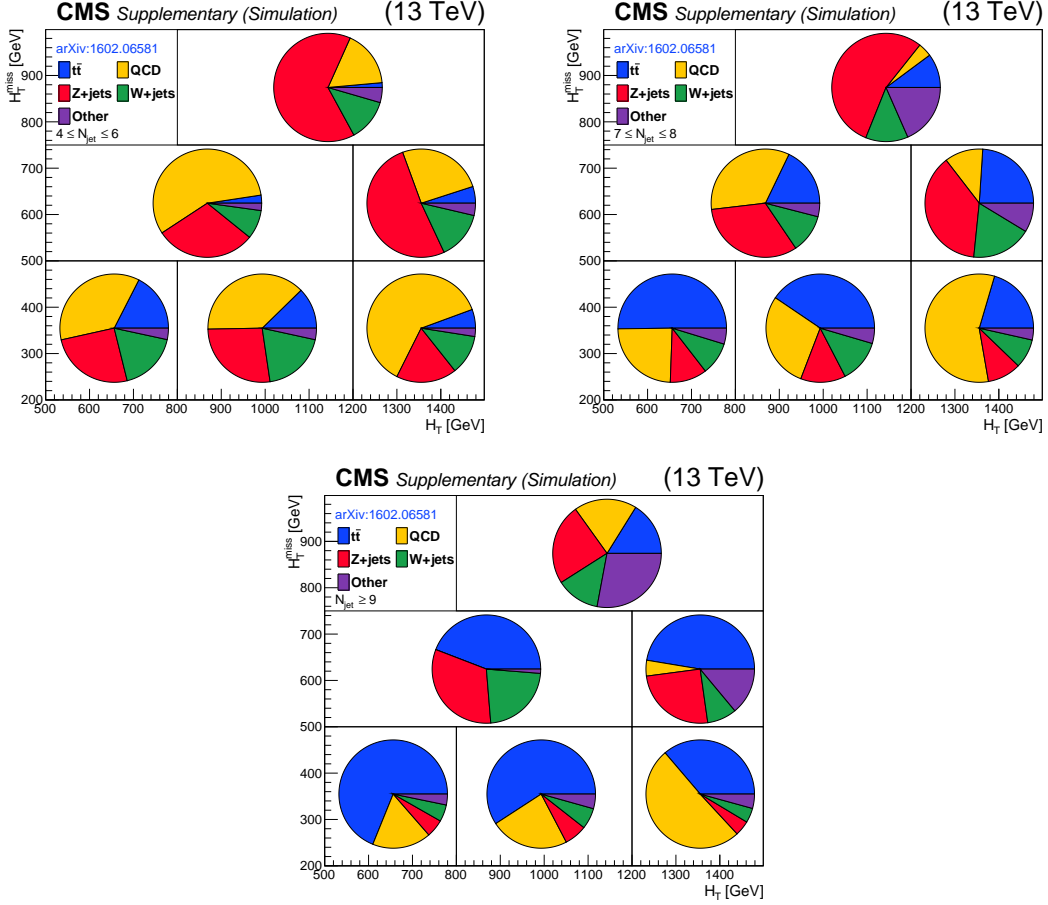 CMS Supplementary (Simulation) (13 TeV)
H_T^miss [GeV]
arXiv:1602.06581
tt̄ QCD
Z+jets W+jets
Other
4 ≤ N_jet ≤ 6
900
800
700
600
500
400
300
200
500 600 700 800 900 1000 1100 1200 1300 1400
H_T [GeV]
CMS Supplementary (Simulation) (13 TeV)
H_T^miss [GeV]
arXiv:1602.06581
tt̄ QCD
Z+jets W+jets
Other
7 ≤ N_jet ≤ 8
900
800
700
600
500
400
300
200
500 600 700 800 900 1000 1100 1200 1300 1400
H_T [GeV]
CMS Supplementary (Simulation) (13 TeV)
H_T^miss [GeV]
arXiv:1602.06581
tt̄ QCD
Z+jets W+jets
Other
N_jet ≥ 9
900
800
700
600
500
400
300
200
500 600 700 800 900 1000 1100 1200 1300 1400
H_T [GeV]